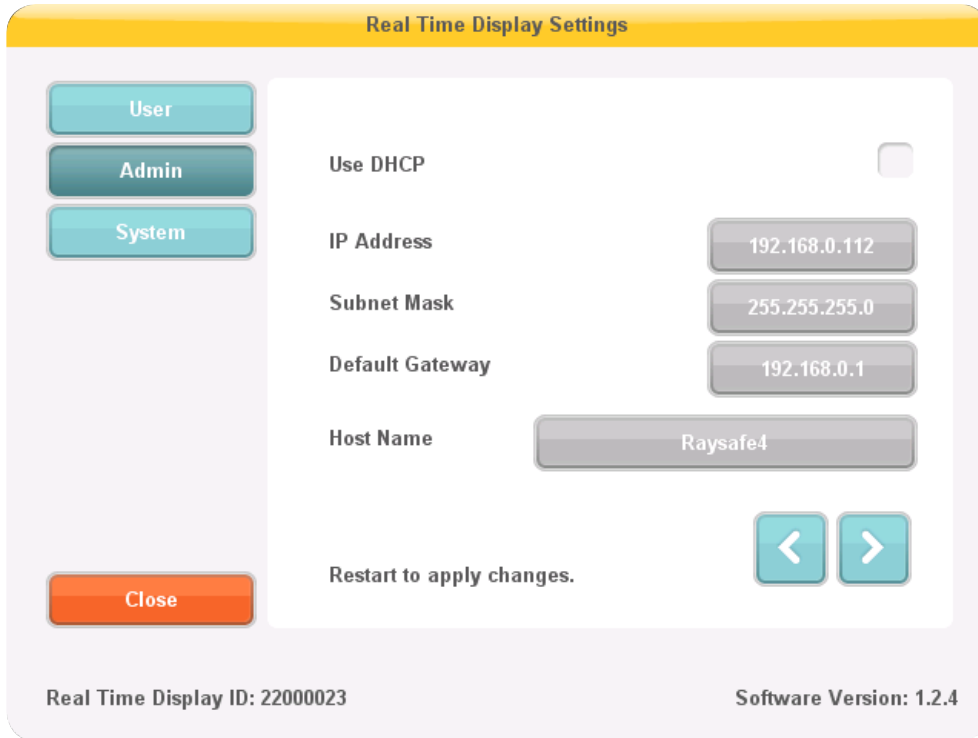 Real Time Display Settings
User
Admin
System
Use DHCP
IP Address 192.168.0.112
Subnet Mask 255.255.255.0
Default Gateway 192.168.0.1
Host Name Raysafe4
Restart to apply changes.
Close
Real Time Display ID: 22000023 Software Version: 1.2.4